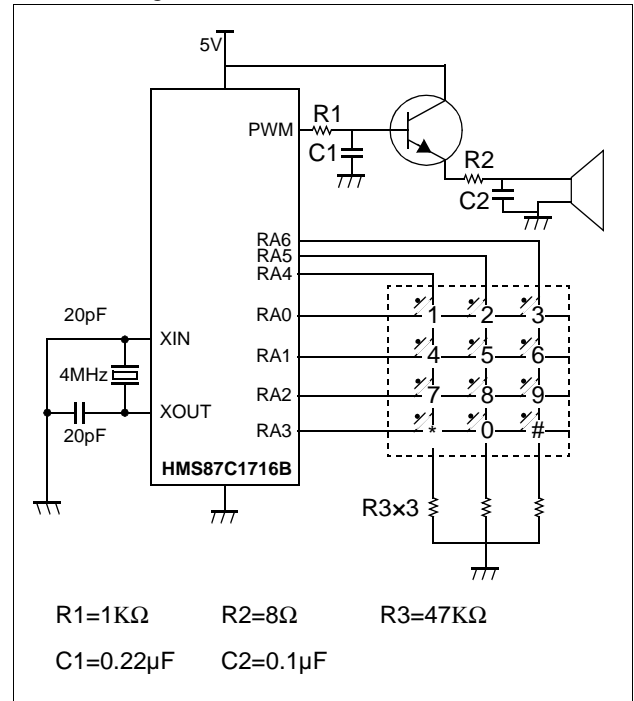 5V
PWM
R1
C1
R2
C2
RA6
RA5
RA4
RA0
RA1
RA2
RA3
1 2 3
4 5 6
7 8 9
* 0 #
20pF
XIN
4MHz
XOUT
20pF
HMS87C1716B
R3×3
R1=1KΩ R2=8Ω R3=47KΩ
C1=0.22µF C2=0.1µF